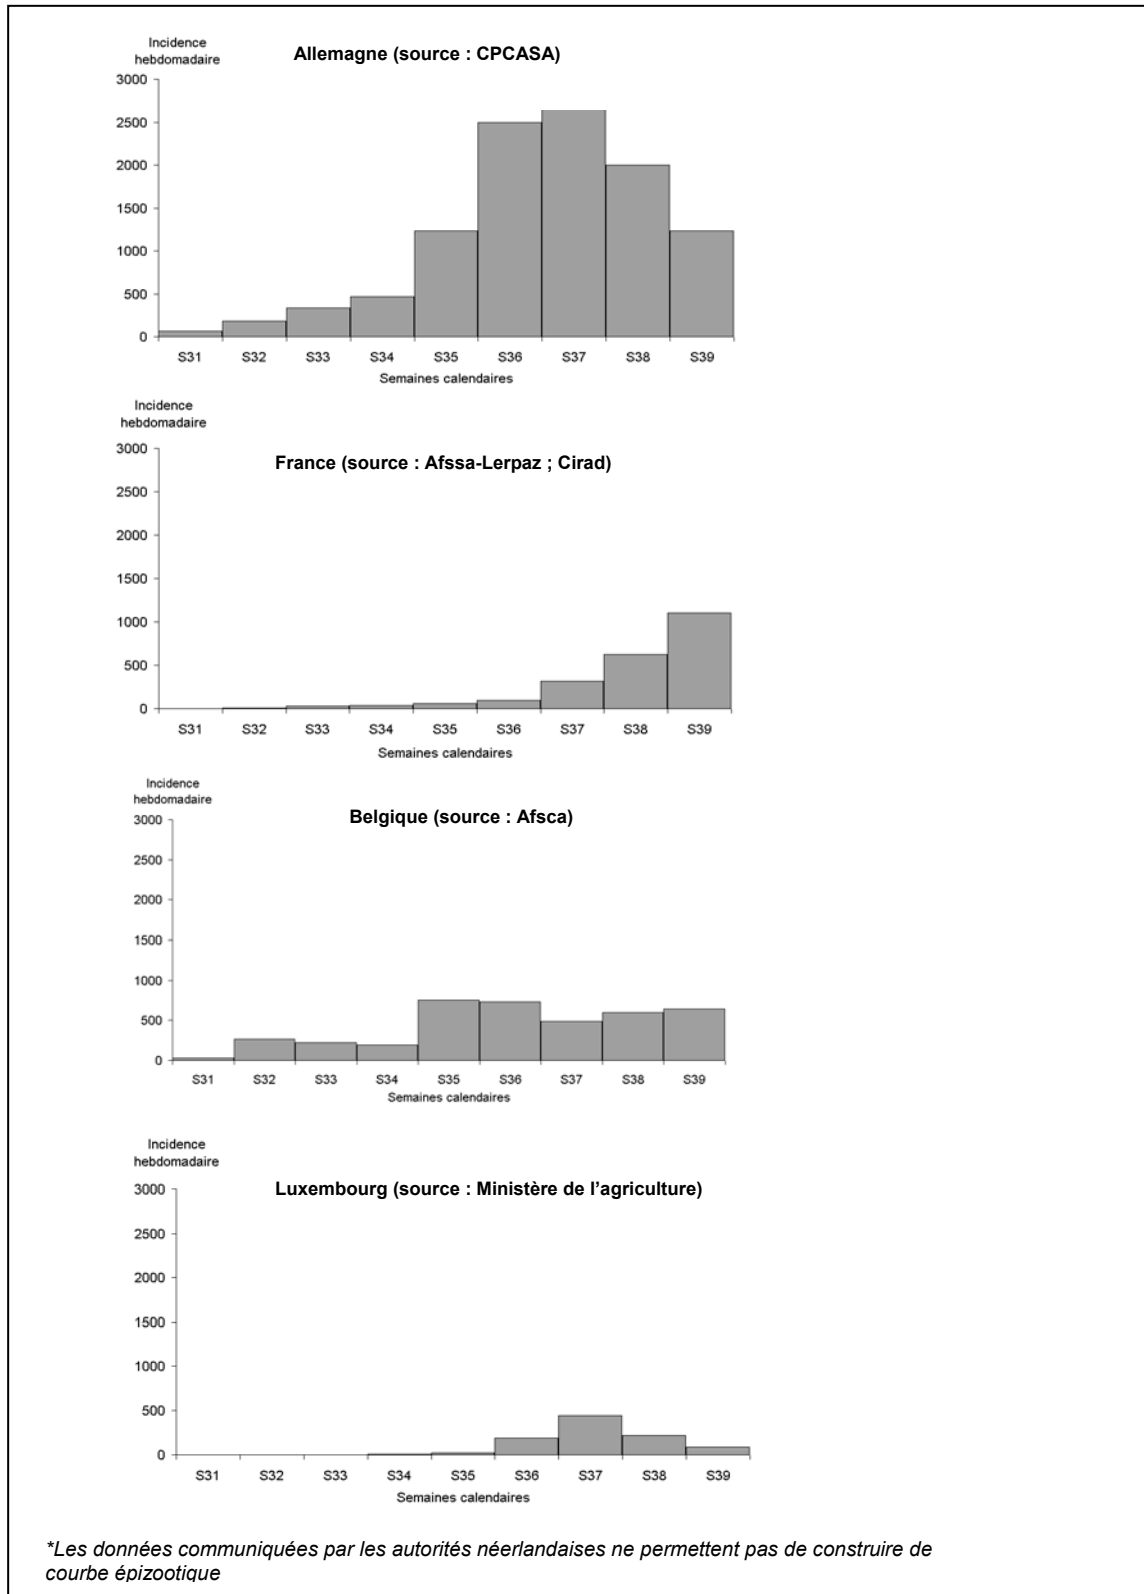 Incidence
hebdomadaire
Allemagne (source : CPCASA)
3000
2500
2000
1500
1000
500
0
S31 S32 S33 S34 S35 S36 S37 S38 S39
Semaines calendaires
Incidence
hebdomadaire
France (source : Afssa-Lerpaz ; Cirad)
3000
2500
2000
1500
1000
500
0
S31 S32 S33 S34 S35 S36 S37 S38 S39
Semaines calendaires
Incidence
hebdomadaire
Belgique (source : Afsca)
3000
2500
2000
1500
1000
500
0
S31 S32 S33 S34 S35 S36 S37 S38 S39
Semaines calendaires
Incidence
hebdomadaire
Luxembourg (source : Ministère de l'agriculture)
3000
2500
2000
1500
1000
500
0
S31 S32 S33 S34 S35 S36 S37 S38 S39
Semaines calendaires
*Les données communiquées par les autorités néerlandaises ne permettent pas de construire de
courbe épizootique